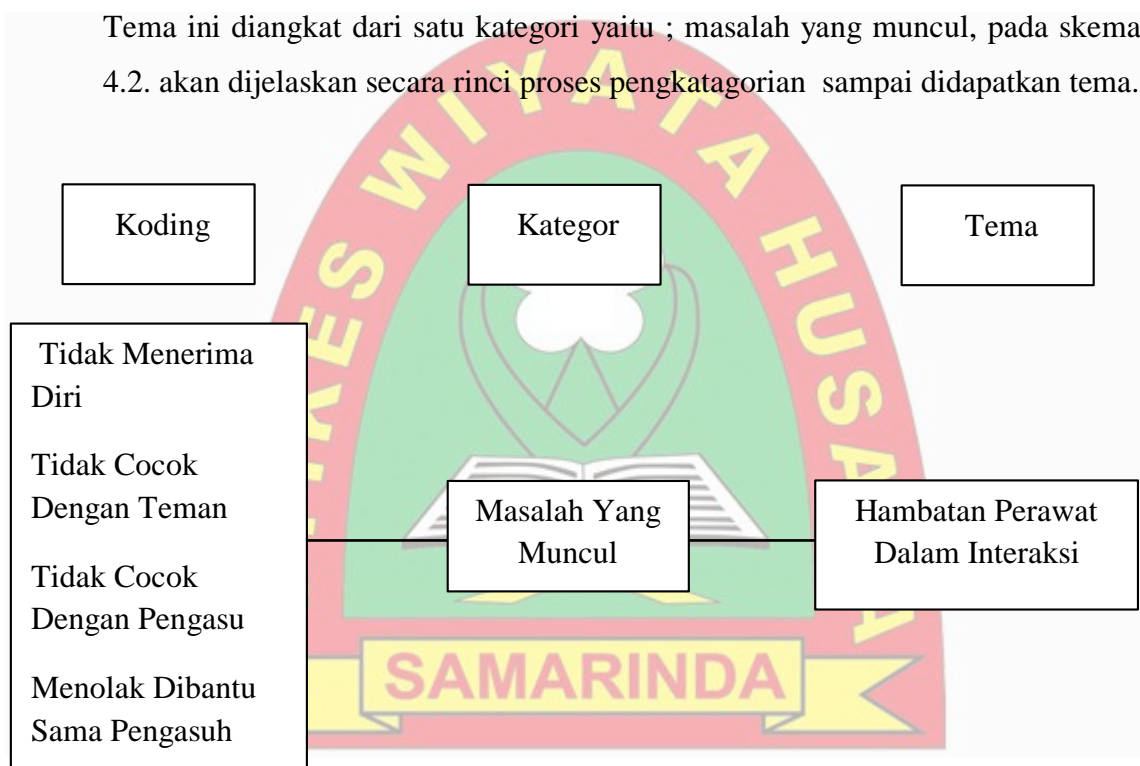 Tema ini diangkat dari satu kategori yaitu ; masalah yang muncul, pada skema
4.2. akan dijelaskan secara rinci proses pengkatagorian sampai didapatkan tema.
Koding
Kategor
Tema
Tidak Menerima
Diri
Tidak Cocok
Dengan Teman
Tidak Cocok
Dengan Pengasu
Menolak Dibantu
Sama Pengasuh
Masalah Yang
Muncul
Hambatan Perawat
Dalam Interaksi
WIYATA HUSADA
SAMARINDA